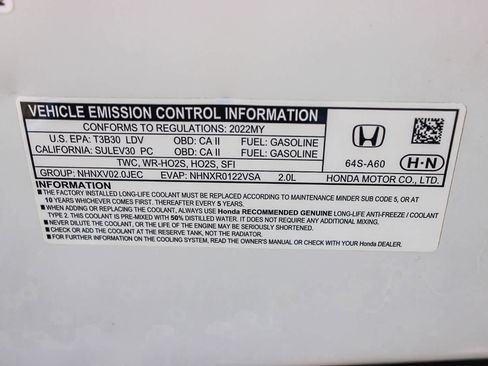 VEHICLE EMISSION CONTROL INFORMATION
CONFORMS TO REGULATIONS: 2022MY
U.S. EPA: T3B30 LDV OBD: CA II FUEL: GASOLINE
CALIFORNIA: SULEV30 PC OBD: CA II FUEL: GASOLINE
TWC, WR-HO2S, HO2S, SFI
GROUP: NHNXV02.0JEC EVAP: NHNXR0122VSA 2.0L
64S-A60
H·N
HONDA MOTOR CO., LTD.
INFORMATION
■ THE FACTORY INSTALLED LONG-LIFE COOLANT MUST BE REPLACED ACCORDING TO MAINTENANCE MINDER SUB CODE 5, OR AT
10 YEARS WHICHEVER COMES FIRST. THEREAFTER EVERY 5 YEARS.
■ WHEN ADDING OR REPLACING COOLANT, ALWAYS USE Honda RECOMMENDED GENUINE LONG-LIFE ANTI-FREEZE / COOLANT
TYPE 2. THIS COOLANT IS PRE-MIXED WITH 50% DISTILLED WATER. IT DOES NOT REQUIRE ANY ADDITIONAL MIXING.
■ DO NOT DILUTE WITH WATER, OR THE LIFE OF THE ENGINE MAY BE SERIOUSLY SHORTENED.
■ CHECK OR ADD COOLANT AT THE RESERVE TANK, NOT THE RADIATOR.
■ FOR FURTHER INFORMATION ON THE COOLING SYSTEM, READ THE OWNER'S MANUAL OR CHECK WITH YOUR Honda DEALER.